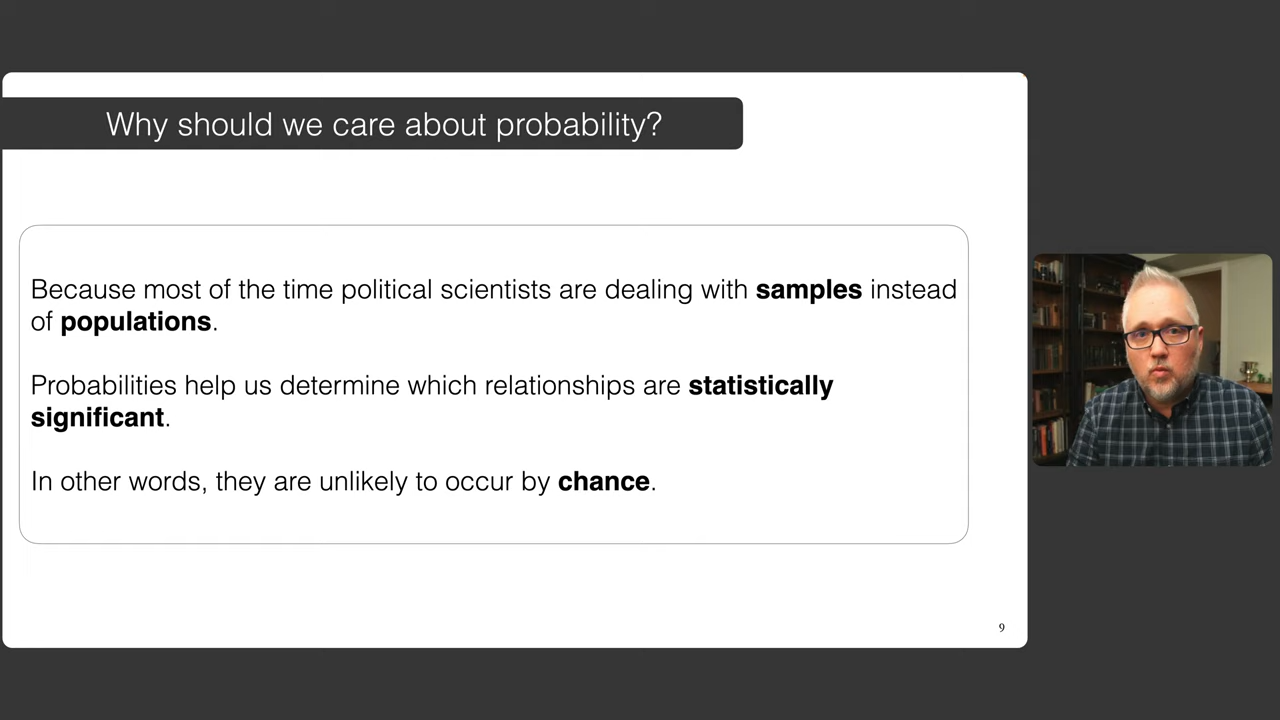 Why should we care about probability?
Because most of the time political scientists are dealing with samples instead
of populations.
Probabilities help us determine which relationships are statistically
significant.
In other words, they are unlikely to occur by chance.
9